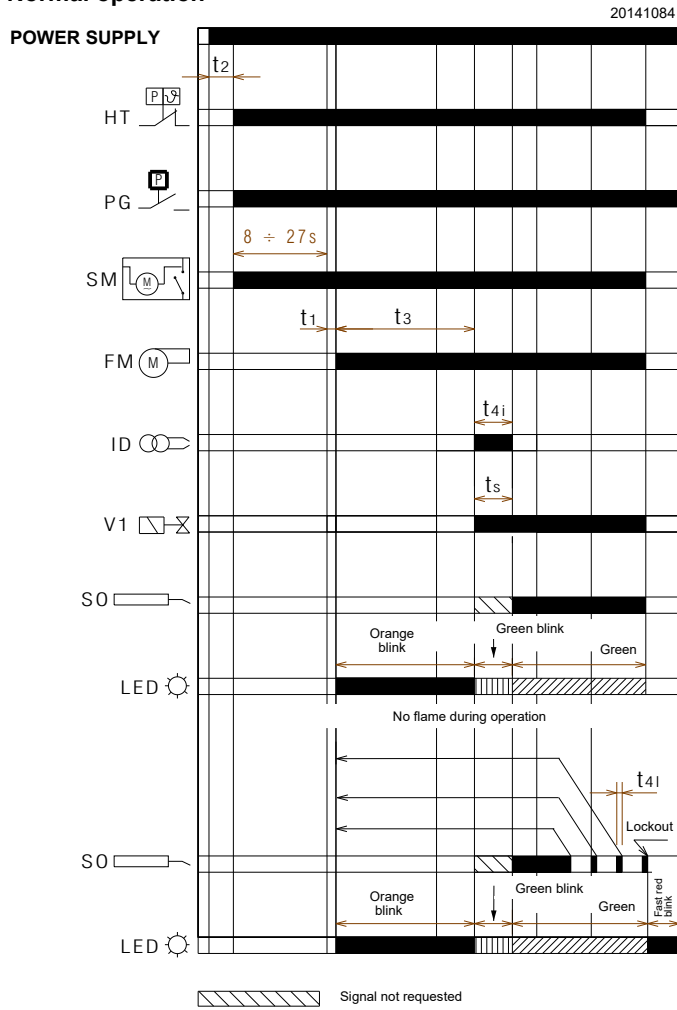 Normal operation
20141084
POWER SUPPLY
t2
P ϑ
HT
P
PG
8 ÷ 27s
SM M
t1 t3
FM M
t4i
ID
ts
V1
SO
Orange
blink
Green blink
Green
LED
No flame during operation
t4l
Lockout
SO
Orange
blink
Green blink
Green
Fast red
blink
LED
Signal not requested